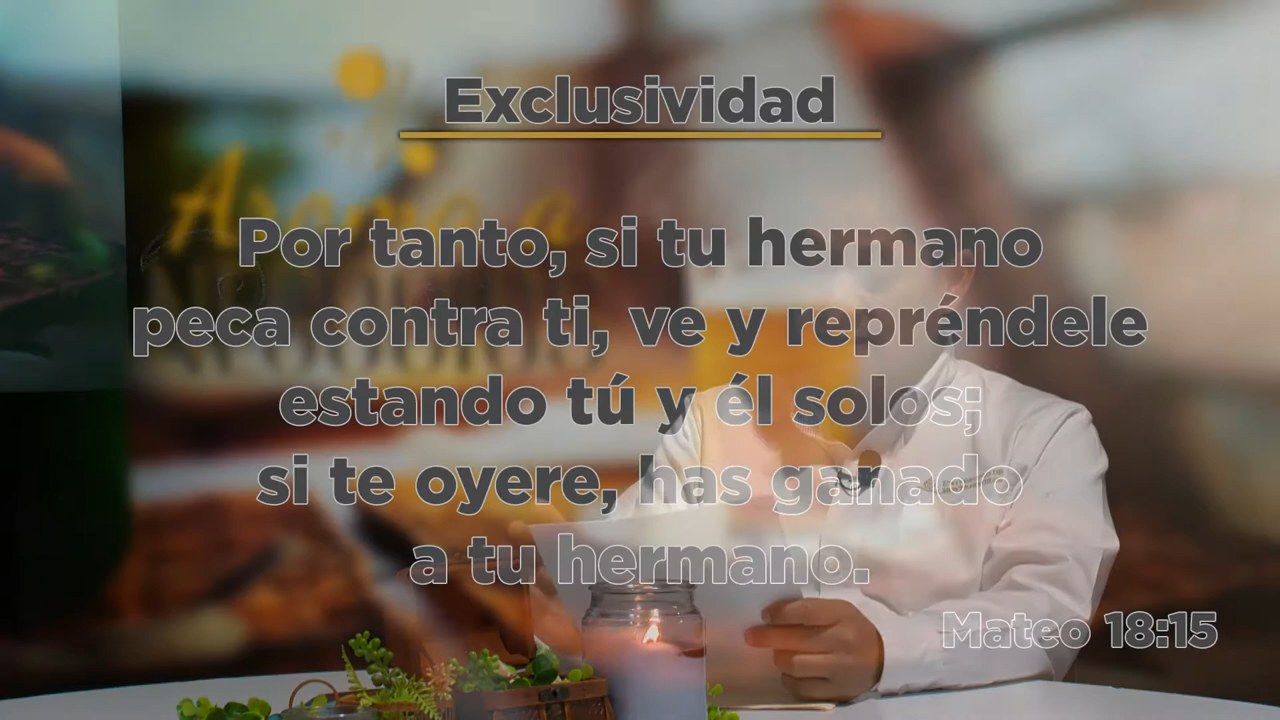 Exclusividad
Aroma a
Por tanto, si tu hermano
peca contra ti, ve y repréndele
estando tú y él solos;
si te oyere, has ganado
a tu hermano.
Mateo 18:15